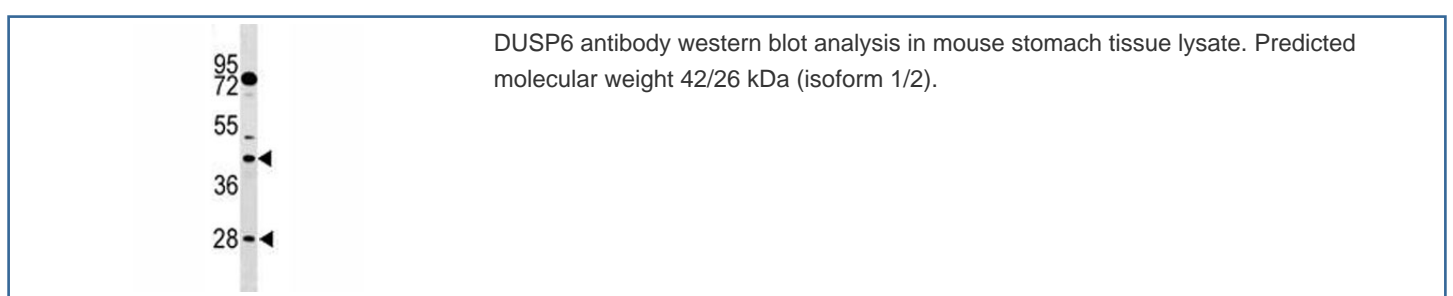 95
72
55
36
28
DUSP6 antibody western blot analysis in mouse stomach tissue lysate. Predicted
molecular weight 42/26 kDa (isoform 1/2).